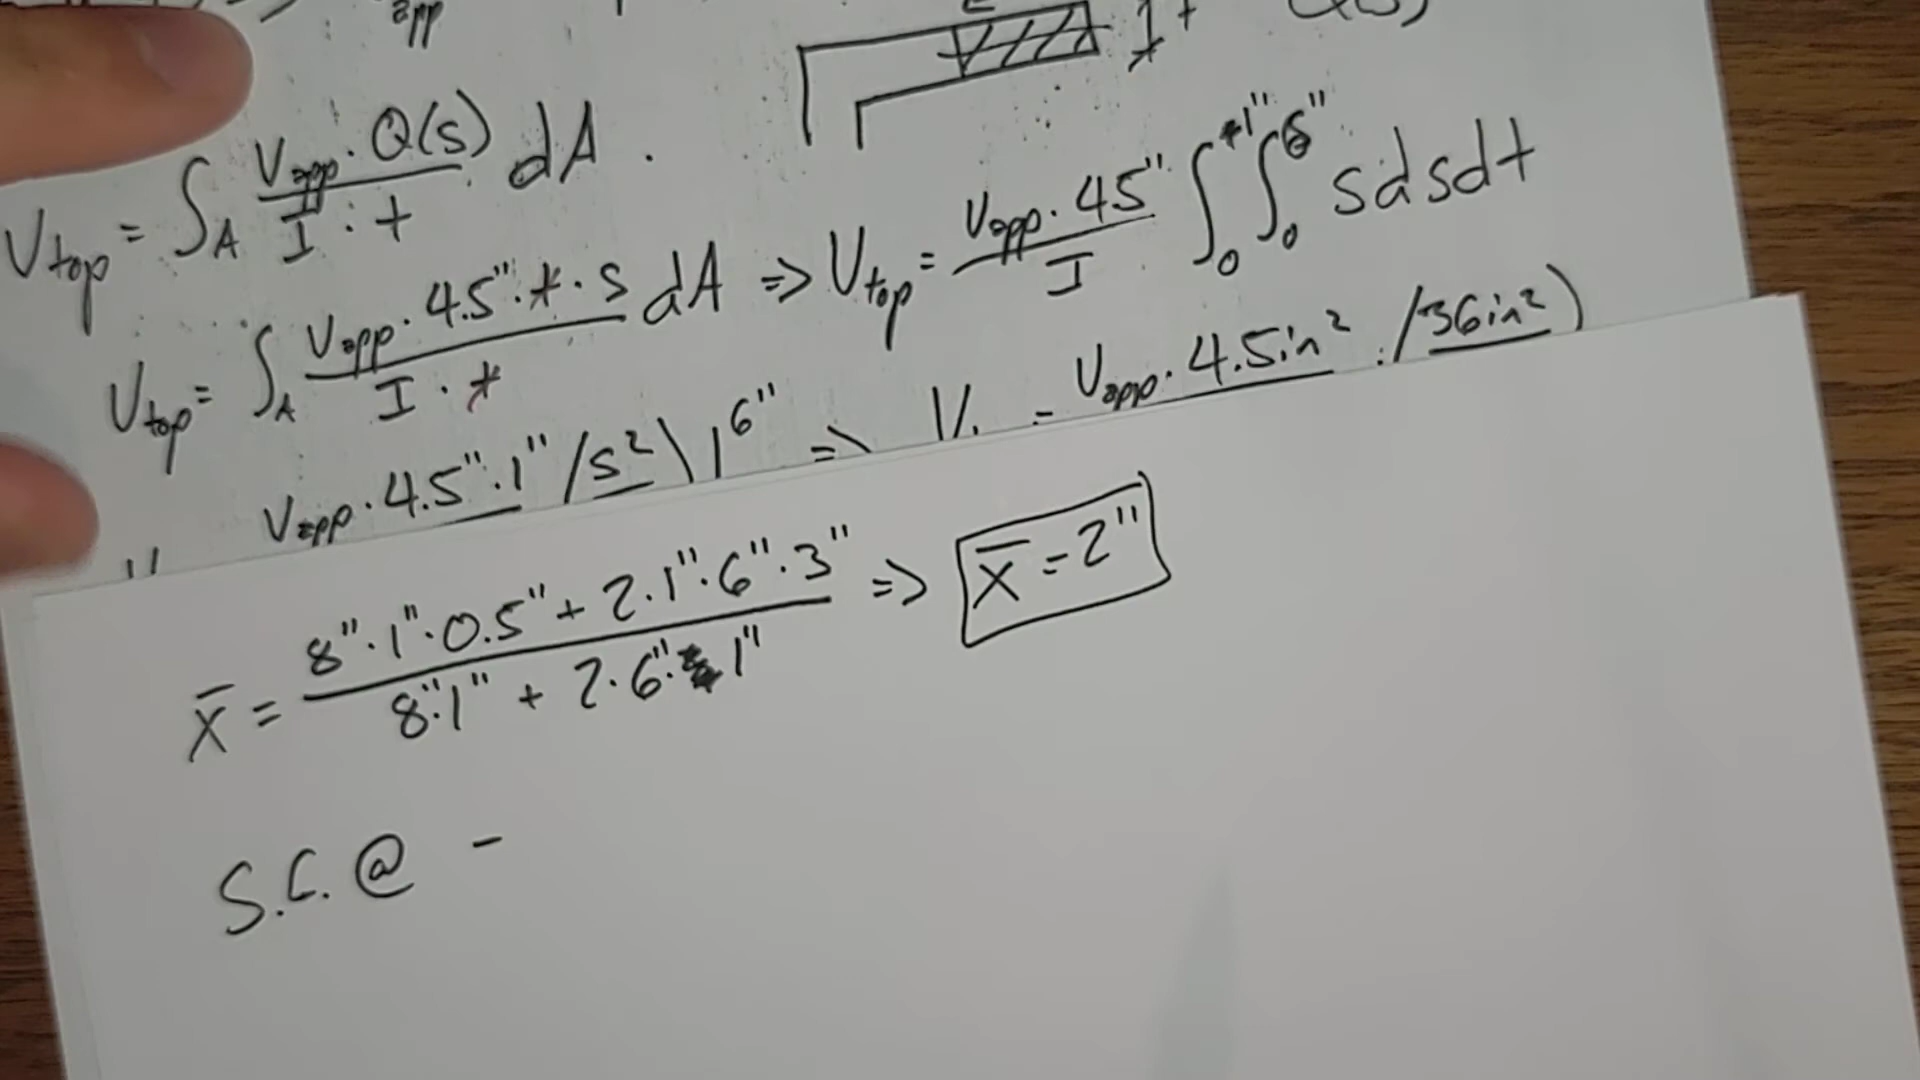 app
V_top = ∫_A (V_app · Q(s)) / (I · t) dA .
V_top = ∫_A (V_app · 4.5" · t · s) / (I · t) dA => V_top = (V_app · 4.5") / I ∫_0^1" ∫_0^6" s ds dt
V_app · 4.5" · 1" (s² | ^6" => V = V_app · 4.5in² · (36in²)
x̄ = (8" · 1" · 0.5" + 2 · 1" · 6" · 3") / (8" · 1" + 2 · 6" · 1") => x̄ = 2"
S.C. @ -